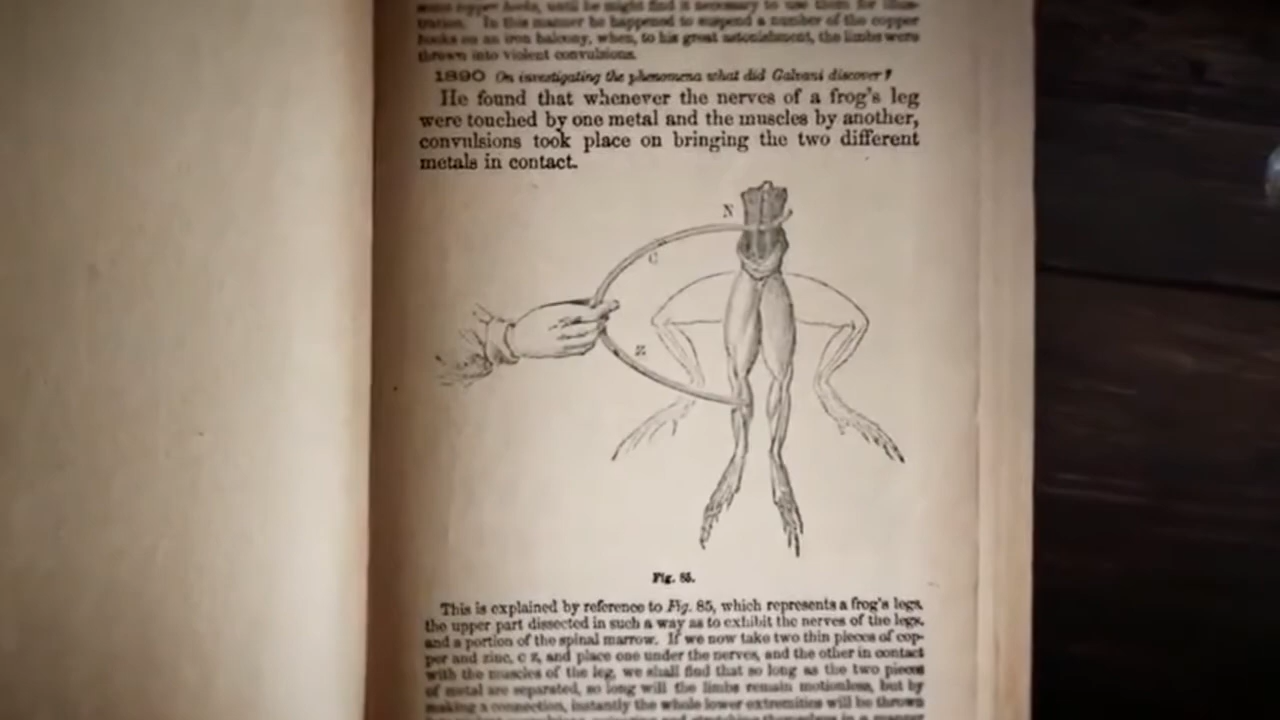 some copper hooks, until he might find it necessary to use them for illus-
tration. In this manner he happened to suspend a number of the copper
hooks on an iron balcony, when, to his great astonishment, the limbs were
thrown into violent convulsions.
1890 On investigating the phenomena what did Galvani discover?
He found that whenever the nerves of a frog's leg
were touched by one metal and the muscles by another,
convulsions took place on bringing the two different
metals in contact.
N
C
Z
Fig. 85.
This is explained by reference to Fig. 85, which represents a frog's legs,
the upper part dissected in such a way as to exhibit the nerves of the legs,
and a portion of the spinal marrow. If we now take two thin pieces of cop-
per and zinc, C Z, and place one under the nerves, and the other in contact
with the muscles of the leg, we shall find that so long as the two pieces
of metal are separated, so long will the limbs remain motionless, but by
making a connection, instantly the whole lower extremities will be thrown